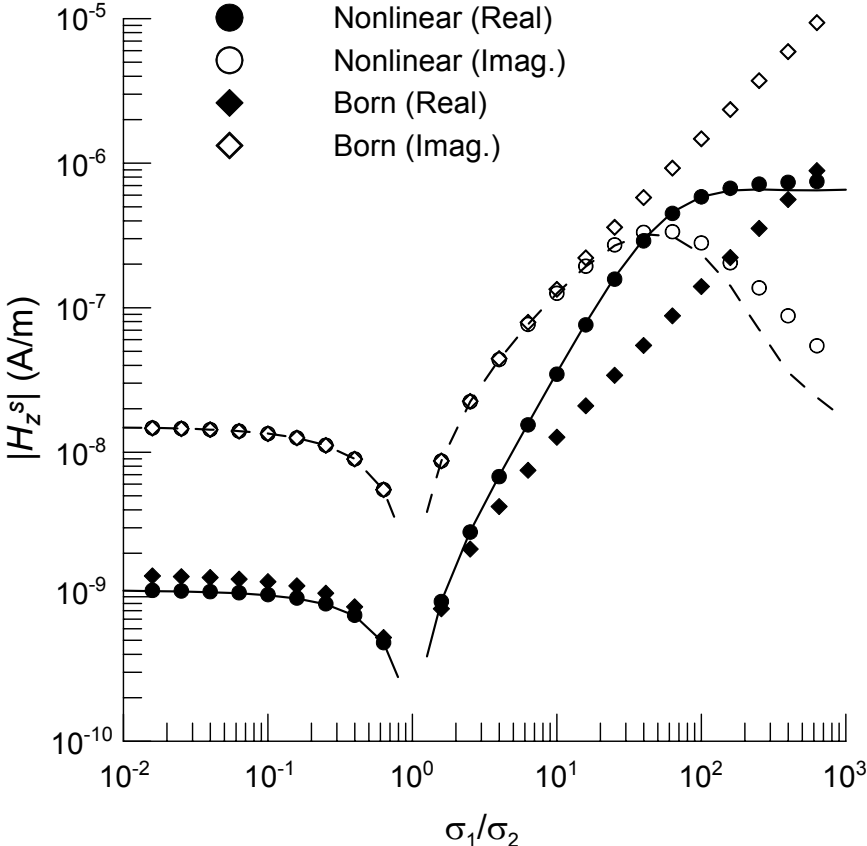 Nonlinear (Real)
Nonlinear (Imag.)
Born (Real)
Born (Imag.)
|H_z^s| (A/m)
10^-5
10^-6
10^-7
10^-8
10^-9
10^-10
10^-2 10^-1 10^0 10^1 10^2 10^3
σ₁/σ₂